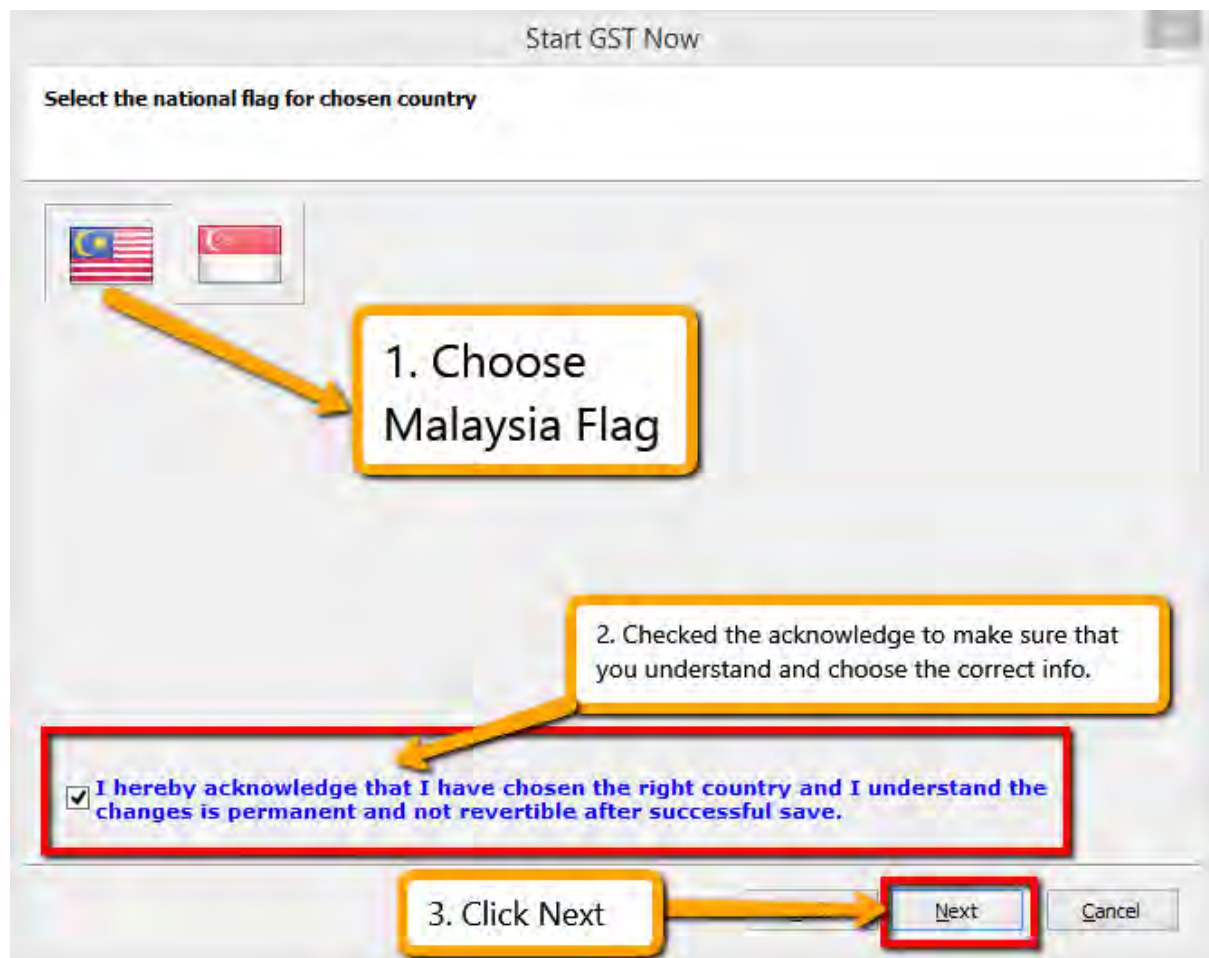 Start GST Now
Select the national flag for chosen country
1. Choose
Malaysia Flag
2. Checked the acknowledge to make sure that
you understand and choose the correct info.
I hereby acknowledge that I have chosen the right country and I understand the
changes is permanent and not revertible after successful save.
3. Click Next
Next
Cancel